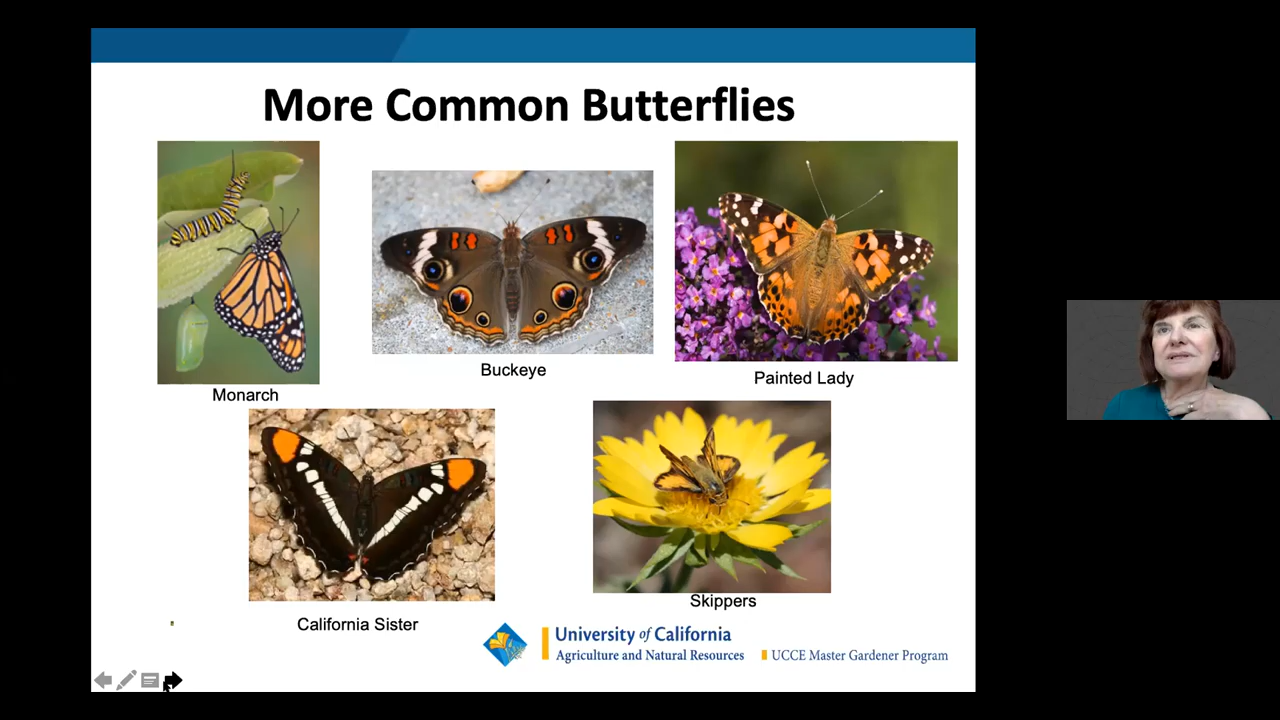 More Common Butterflies
Monarch
Buckeye
Painted Lady
California Sister
Skippers
University of California
Agriculture and Natural Resources
UCCE Master Gardener Program